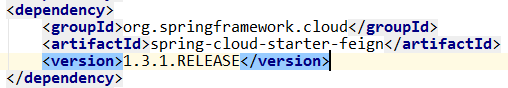 <dependency>
<groupId>org.springframework.cloud</groupId>
<artifactId>spring-cloud-starter-feign</artifactId>
<version>1.3.1.RELEASE</version>
</dependency>